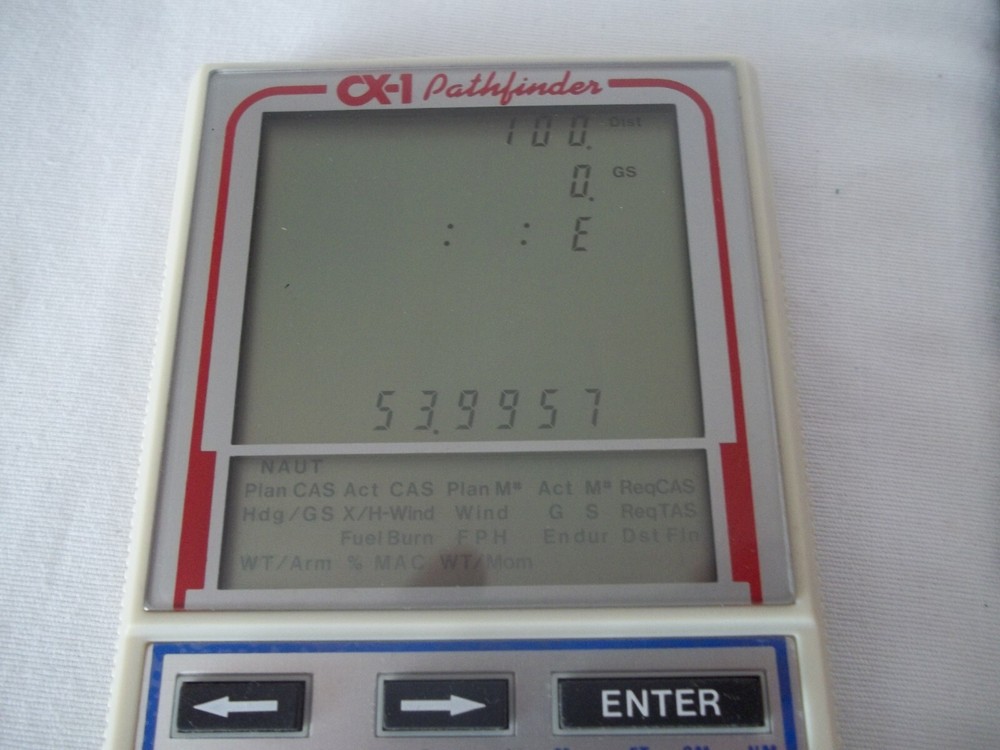 CX-1 Pathfinder
100. Dist
0. GS
: : E
53.9957
NAUT
Plan CAS Act CAS Plan M# Act M# ReqCAS
Hdg/GS X/H-Wind Wind G S ReqTAS
Fuel Burn FPH Endur Dst Fln
WT/Arm % MAC WT/Mom
ENTER